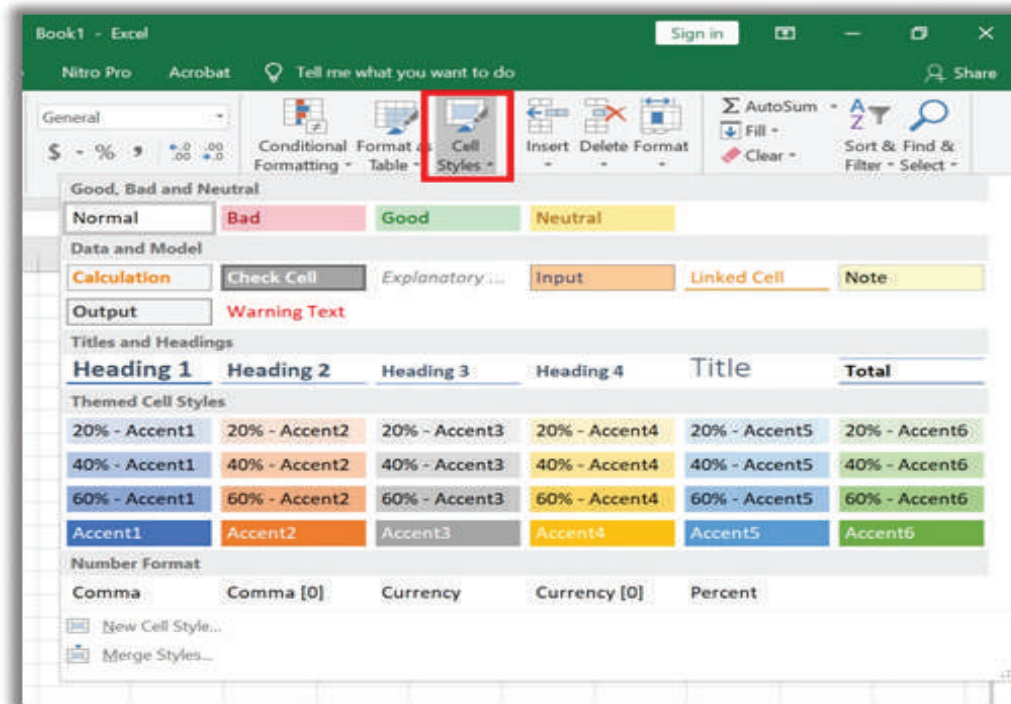 Book1 - Excel
Sign in
Nitro Pro Acrobat Tell me what you want to do Share
General
$ - % , .0 .00 .00 .0
Conditional Formatting
Format as Table
Cell Styles
Insert Delete Format
AutoSum
Fill
Clear
Sort & Filter
Find & Select
Good, Bad and Neutral
Normal Bad Good Neutral
Data and Model
Calculation Check Cell Explanatory ... Input Linked Cell Note
Output Warning Text
Titles and Headings
Heading 1 Heading 2 Heading 3 Heading 4 Title Total
Themed Cell Styles
20% - Accent1 20% - Accent2 20% - Accent3 20% - Accent4 20% - Accent5 20% - Accent6
40% - Accent1 40% - Accent2 40% - Accent3 40% - Accent4 40% - Accent5 40% - Accent6
60% - Accent1 60% - Accent2 60% - Accent3 60% - Accent4 60% - Accent5 60% - Accent6
Accent1 Accent2 Accent3 Accent4 Accent5 Accent6
Number Format
Comma Comma [0] Currency Currency [0] Percent
New Cell Style...
Merge Styles...